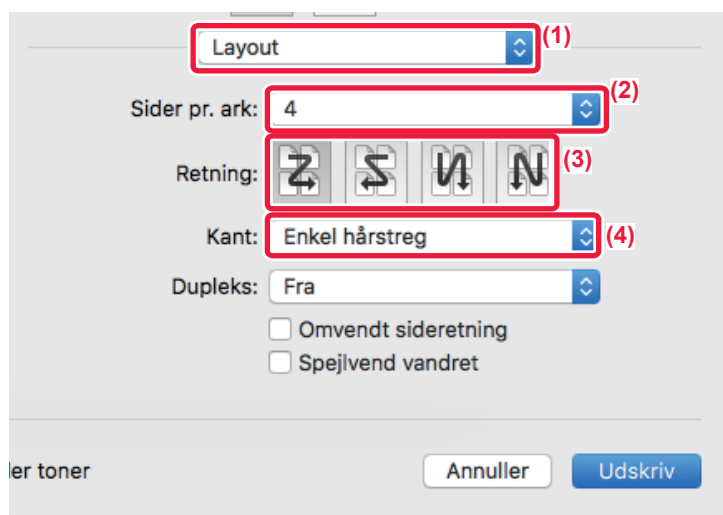 Layout (1)
Sider pr. ark: 4 (2)
Retning: (3)
Kant: Enkel hårstreg (4)
Dupleks: Fra
Omvendt sideretning
Spejlvend vandret
ler toner Annuller Udskriv